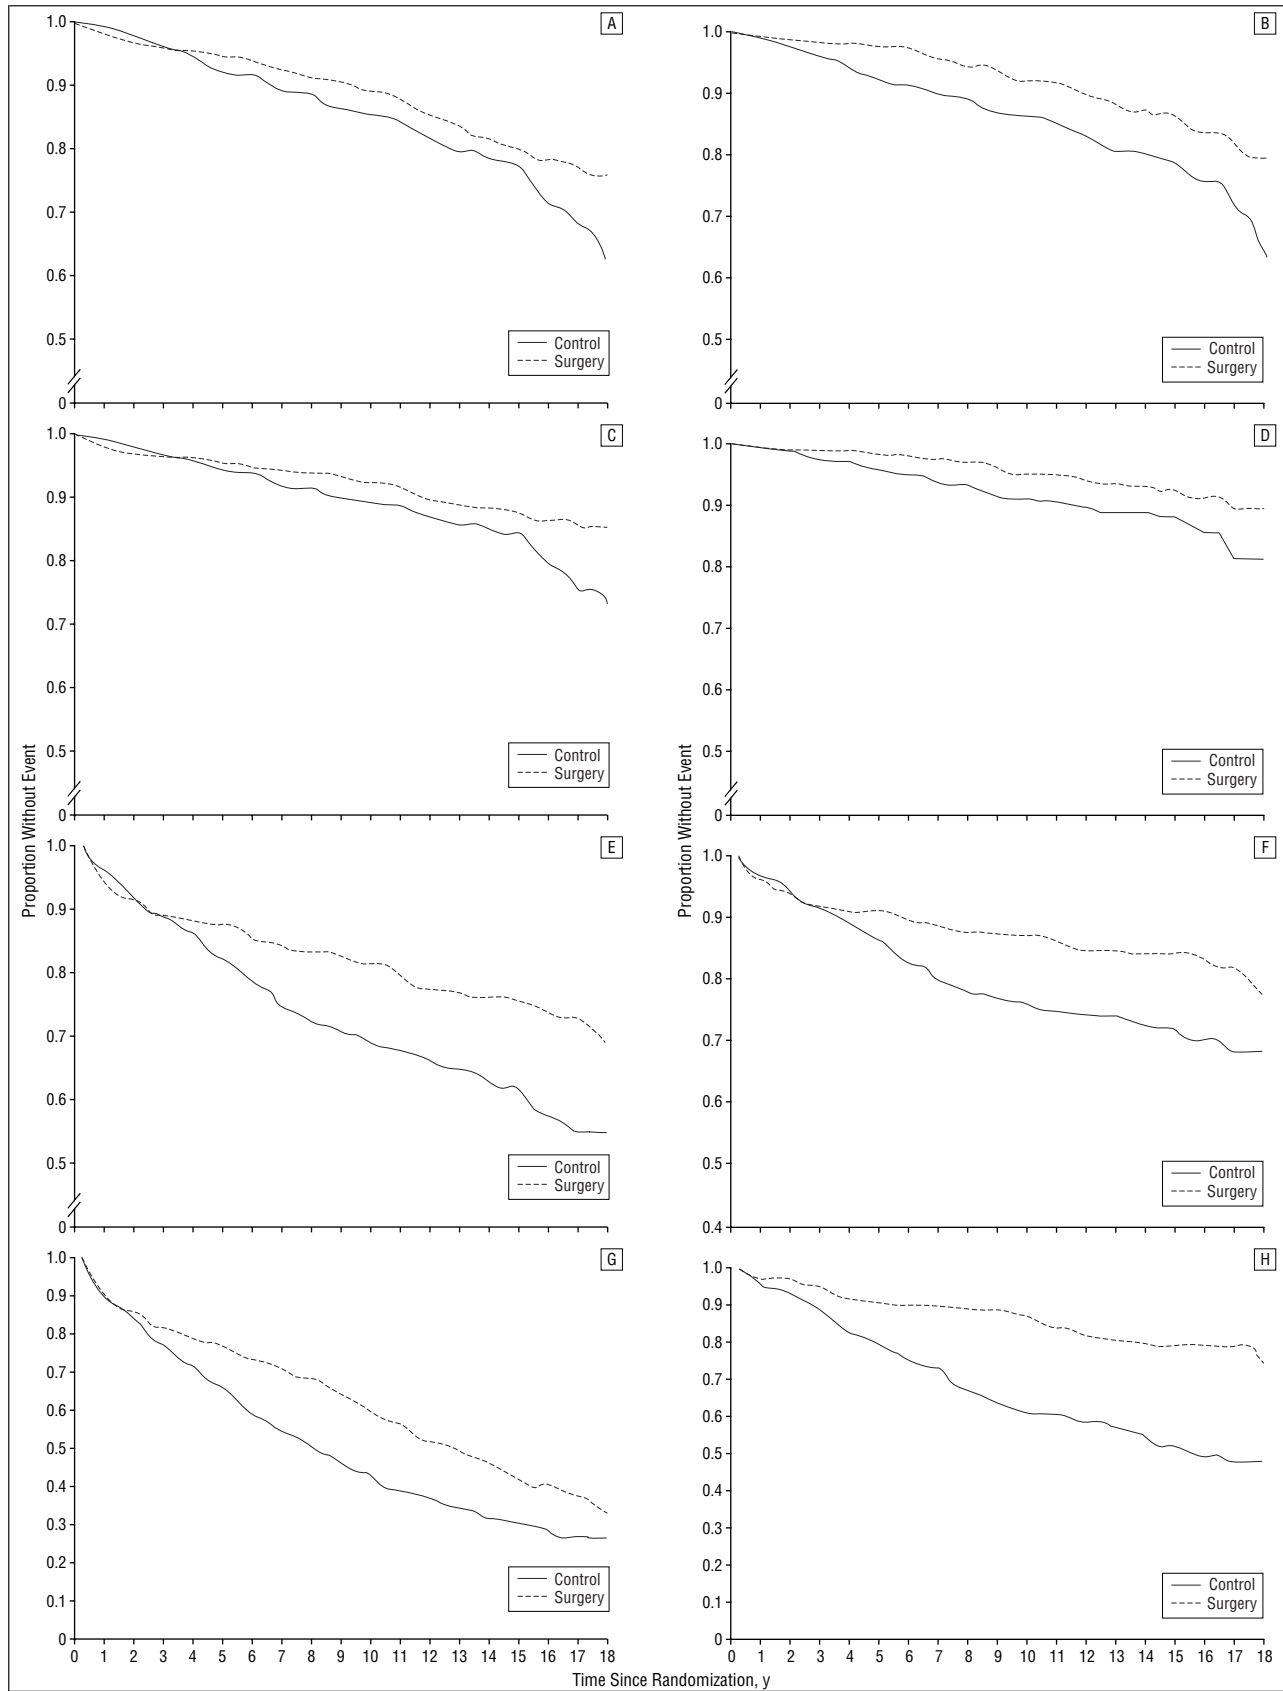 A
1.0
0.9
0.8
0.7
0.6
0.5
0
Control
Surgery
B
1.0
0.9
0.8
0.7
0.6
0.5
0
Control
Surgery
C
1.0
0.9
0.8
0.7
0.6
0.5
0
Control
Surgery
D
1.0
0.9
0.8
0.7
0.6
0.5
0
Control
Surgery
Proportion Without Event
Proportion Without Event
E
1.0
0.9
0.8
0.7
0.6
0.5
0
Control
Surgery
F
1.0
0.9
0.8
0.7
0.6
0.5
0.4
Control
Surgery
G
1.0
0.9
0.8
0.7
0.6
0.5
0.4
0.3
0.2
0.1
0
Control
Surgery
0 1 2 3 4 5 6 7 8 9 10 11 12 13 14 15 16 17 18
H
1.0
0.9
0.8
0.7
0.6
0.5
0.4
0.3
0.2
0.1
0
Control
Surgery
0 1 2 3 4 5 6 7 8 9 10 11 12 13 14 15 16 17 18
Time Since Randomization, y